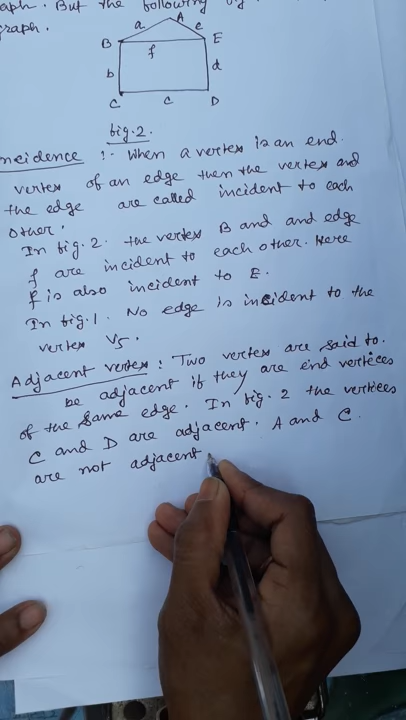 aph. But the following
graph.
a
A
e
B
E
f
b
d
C
c
D
fig.2.
ncidence :- When a vertex is an end
vertex of an edge then the vertex and
the edge are called incident to each
other.
In fig.2. the vertex B and and edge
f are incident to each other. Here
f is also incident to E.
In fig.1. No edge is incident to the
vertex V5.
Adjacent vertex : Two vertex are said to.
be adjacent if they are end vertices
of the same edge. In fig. 2 the vertices
C and D are adjacent. A and C.
are not adjacent